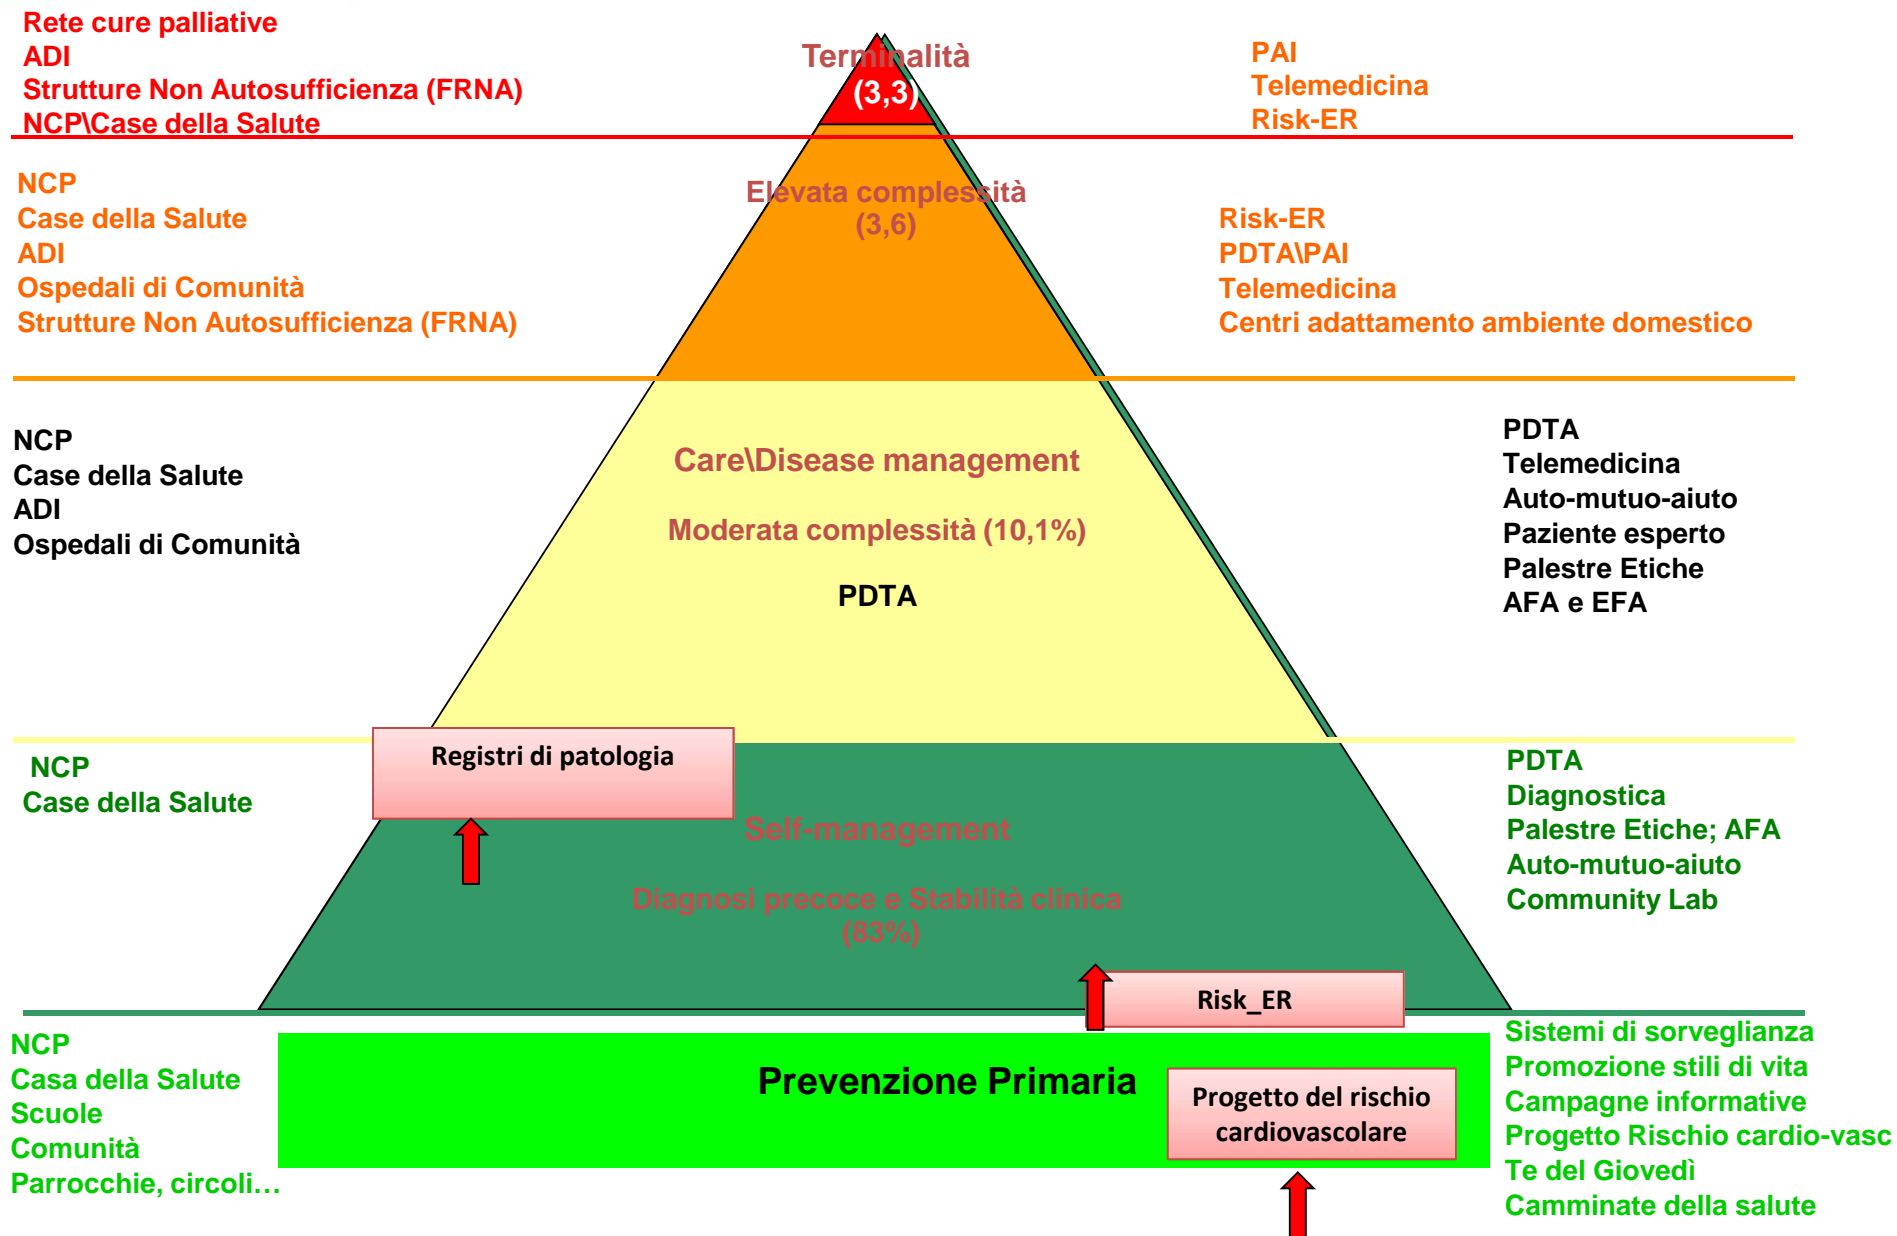 Rete cure palliative
ADI
Strutture Non Autosufficienza (FRNA)
NCP\Case della Salute
Terminalità
(3,3)
PAI
Telemedicina
Risk-ER
NCP
Case della Salute
ADI
Ospedali di Comunità
Strutture Non Autosufficienza (FRNA)
Elevata complessità
(3,6)
Risk-ER
PDTA\PAI
Telemedicina
Centri adattamento ambiente domestico
NCP
Case della Salute
ADI
Ospedali di Comunità
Care\Disease management
Moderata complessità (10,1%)
PDTA
PDTA
Telemedicina
Auto-mutuo-aiuto
Paziente esperto
Palestre Etiche
AFA e EFA
NCP
Case della Salute
Registri di patologia
Self-management
Diagnosi precoce e Stabilità clinica
(83%)
PDTA
Diagnostica
Palestre Etiche; AFA
Auto-mutuo-aiuto
Community Lab
Risk_ER
NCP
Casa della Salute
Scuole
Comunità
Parrocchie, circoli…
Prevenzione Primaria
Progetto del rischio
cardiovascolare
Sistemi di sorveglianza
Promozione stili di vita
Campagne informative
Progetto Rischio cardio-vasc
Te del Giovedì
Camminate della salute